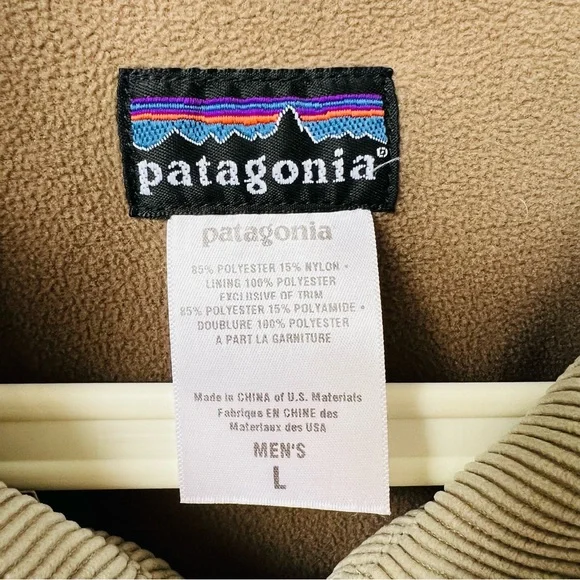 patagonia®
patagonia
85% POLYESTER 15% NYLON •
LINING 100% POLYESTER
EXCLUSIVE OF TRIM
85% POLYESTER 15% POLYAMIDE •
DOUBLURE 100% POLYESTER
A PART LA GARNITURE
Made in CHINA of U.S. Materials
Fabrique EN CHINE des
Materiaux des USA
MEN'S
L